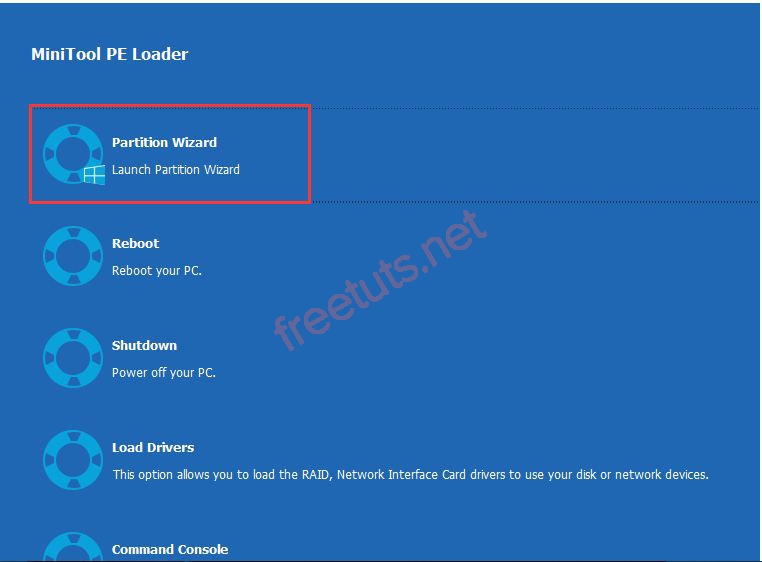 MiniTool PE Loader
Partition Wizard
Launch Partition Wizard
Reboot
Reboot your PC.
freetuts.net
Shutdown
Power off your PC.
Load Drivers
This option allows you to load the RAID, Network Interface Card drivers to use your disk or network devices.
Command Console